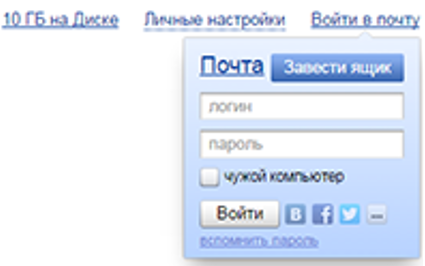 10 ГБ на Диске Личные настройки Войти в почту
Почта Завести ящик
логин
пароль
чужой компьютер
Войти
вспомнить пароль